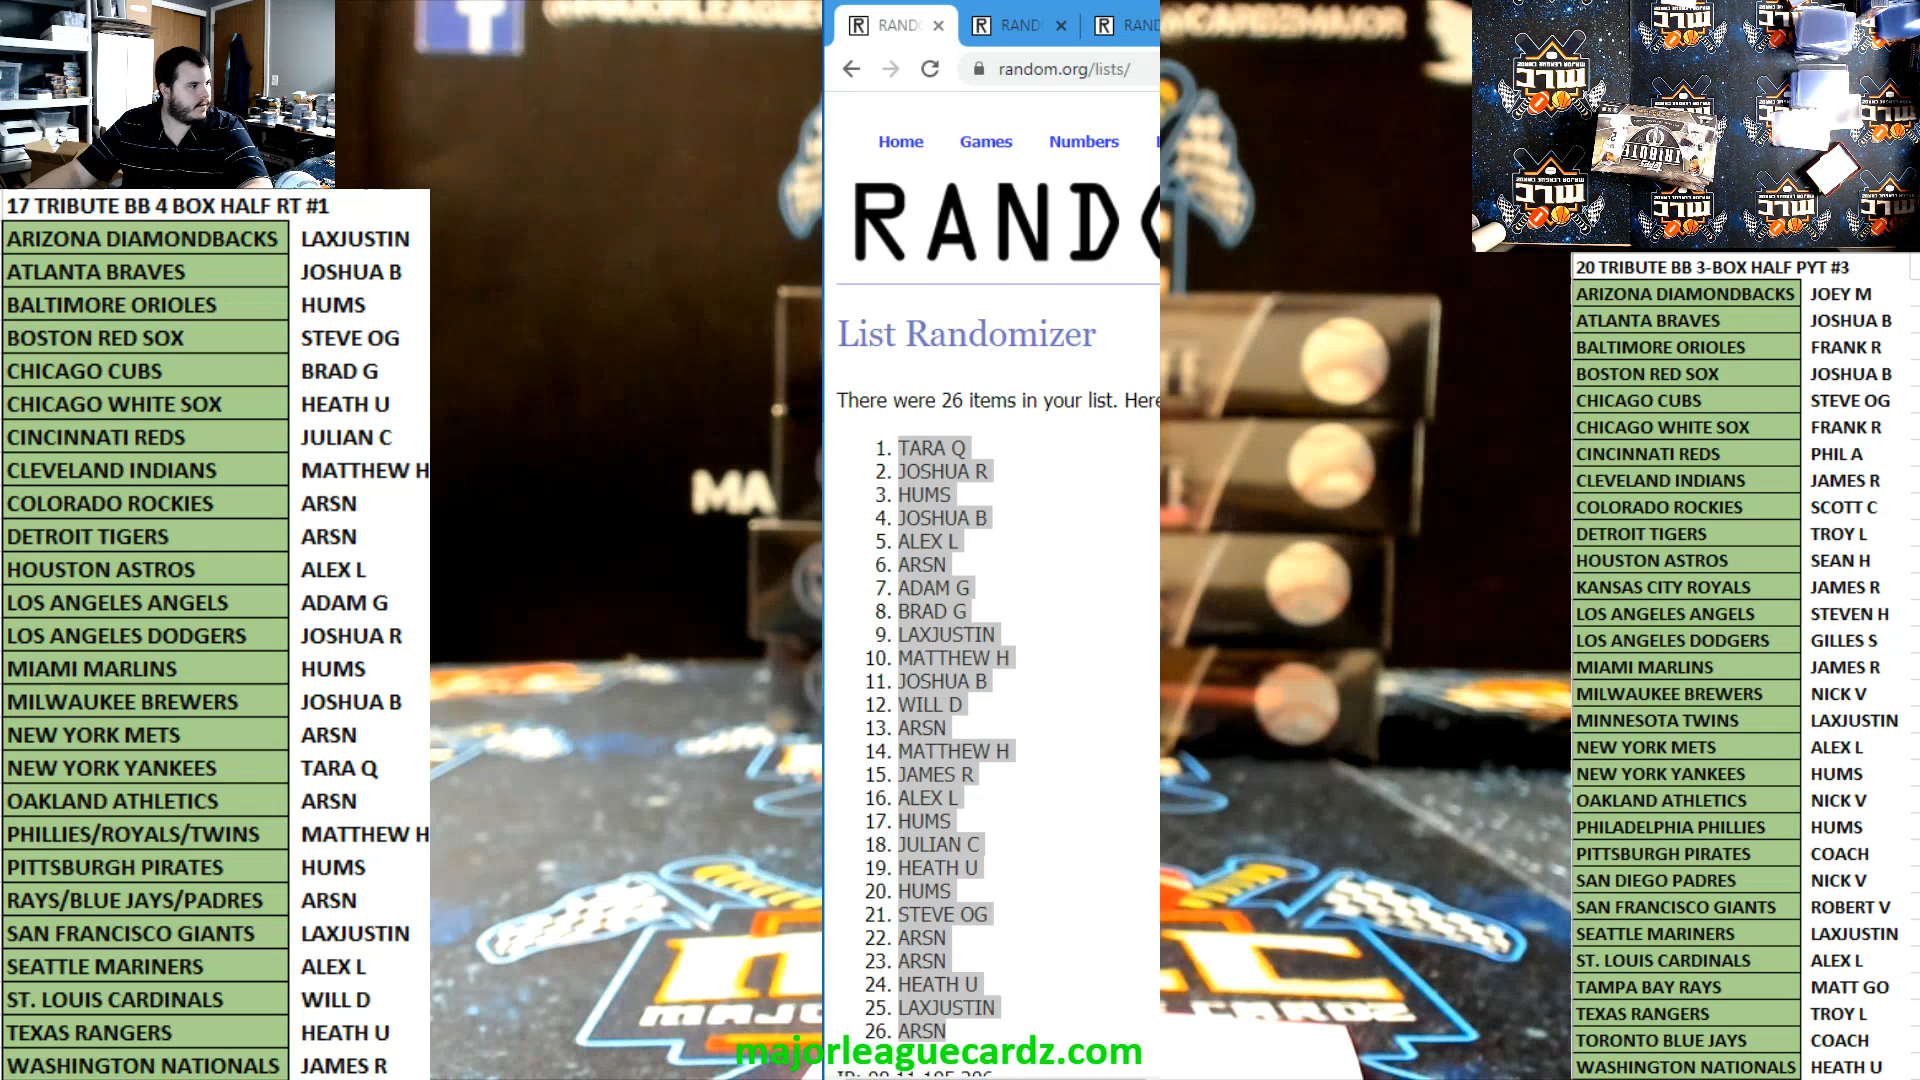 17 TRIBUTE BB 4 BOX HALF RT #1
ARIZONA DIAMONDBACKS LAXJUSTIN
ATLANTA BRAVES JOSHUA B
BALTIMORE ORIOLES HUMS
BOSTON RED SOX STEVE OG
CHICAGO CUBS BRAD G
CHICAGO WHITE SOX HEATH U
CINCINNATI REDS JULIAN C
CLEVELAND INDIANS MATTHEW H
COLORADO ROCKIES ARSN
DETROIT TIGERS ARSN
HOUSTON ASTROS ALEX L
LOS ANGELES ANGELS ADAM G
LOS ANGELES DODGERS JOSHUA R
MIAMI MARLINS HUMS
MILWAUKEE BREWERS JOSHUA B
NEW YORK METS ARSN
NEW YORK YANKEES TARA Q
OAKLAND ATHLETICS ARSN
PHILLIES/ROYALS/TWINS MATTHEW H
PITTSBURGH PIRATES HUMS
RAYS/BLUE JAYS/PADRES ARSN
SAN FRANCISCO GIANTS LAXJUSTIN
SEATTLE MARINERS ALEX L
ST. LOUIS CARDINALS WILL D
TEXAS RANGERS HEATH U
WASHINGTON NATIONALS JAMES R
RAND RAND RAND
random.org/lists/
Home Games Numbers
RANDO
List Randomizer
There were 26 items in your list. Here
1. TARA Q
2. JOSHUA R
3. HUMS
4. JOSHUA B
5. ALEX L
6. ARSN
7. ADAM G
8. BRAD G
9. LAXJUSTIN
10. MATTHEW H
11. JOSHUA B
12. WILL D
13. ARSN
14. MATTHEW H
15. JAMES R
16. ALEX L
17. HUMS
18. JULIAN C
19. HEATH U
20. HUMS
21. STEVE OG
22. ARSN
23. ARSN
24. HEATH U
25. LAXJUSTIN
26. ARSN
majorleaguecardz.com
MA
@CARDZMAJOR
TRIBUTE
MLC
20 TRIBUTE BB 3-BOX HALF PYT #3
ARIZONA DIAMONDBACKS JOEY M
ATLANTA BRAVES JOSHUA B
BALTIMORE ORIOLES FRANK R
BOSTON RED SOX JOSHUA B
CHICAGO CUBS STEVE OG
CHICAGO WHITE SOX FRANK R
CINCINNATI REDS PHIL A
CLEVELAND INDIANS JAMES R
COLORADO ROCKIES SCOTT C
DETROIT TIGERS TROY L
HOUSTON ASTROS SEAN H
KANSAS CITY ROYALS JAMES R
LOS ANGELES ANGELS STEVEN H
LOS ANGELES DODGERS GILLES S
MIAMI MARLINS JAMES R
MILWAUKEE BREWERS NICK V
MINNESOTA TWINS LAXJUSTIN
NEW YORK METS ALEX L
NEW YORK YANKEES HUMS
OAKLAND ATHLETICS NICK V
PHILADELPHIA PHILLIES HUMS
PITTSBURGH PIRATES COACH
SAN DIEGO PADRES NICK V
SAN FRANCISCO GIANTS ROBERT V
SEATTLE MARINERS LAXJUSTIN
ST. LOUIS CARDINALS ALEX L
TAMPA BAY RAYS MATT GO
TEXAS RANGERS TROY L
TORONTO BLUE JAYS COACH
WASHINGTON NATIONALS HEATH U